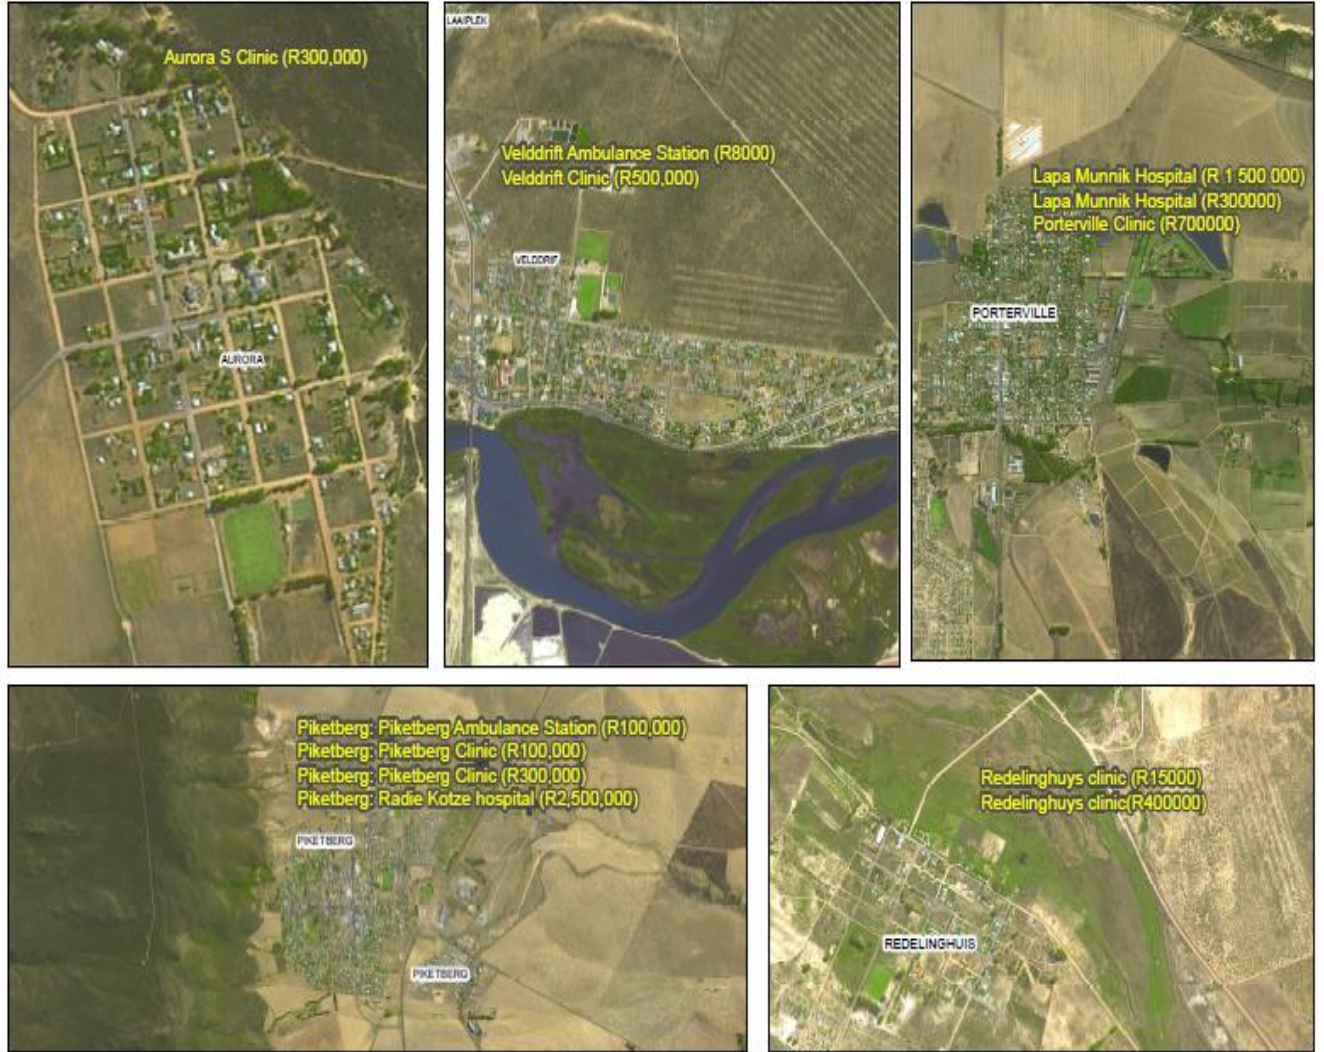 Aurora S Clinic (R300,000)
AURORA
LAAIPLEK
Velddrift Ambulance Station (R8000)
Velddrift Clinic (R500,000)
VELDDRIF
Lapa Munnik Hospital (R 1 500 000)
Lapa Munnik Hospital (R300000)
Porterville Clinic (R700000)
PORTERVILLE
Piketberg: Piketberg Ambulance Station (R100,000)
Piketberg: Piketberg Clinic (R100,000)
Piketberg: Piketberg Clinic (R300,000)
Piketberg: Radie Kotze hospital (R2,500,000)
PIKETBERG
PIKETBERG
Redelinghuys clinic (R15000)
Redelinghuys clinic(R400000)
REDELINGHUIS